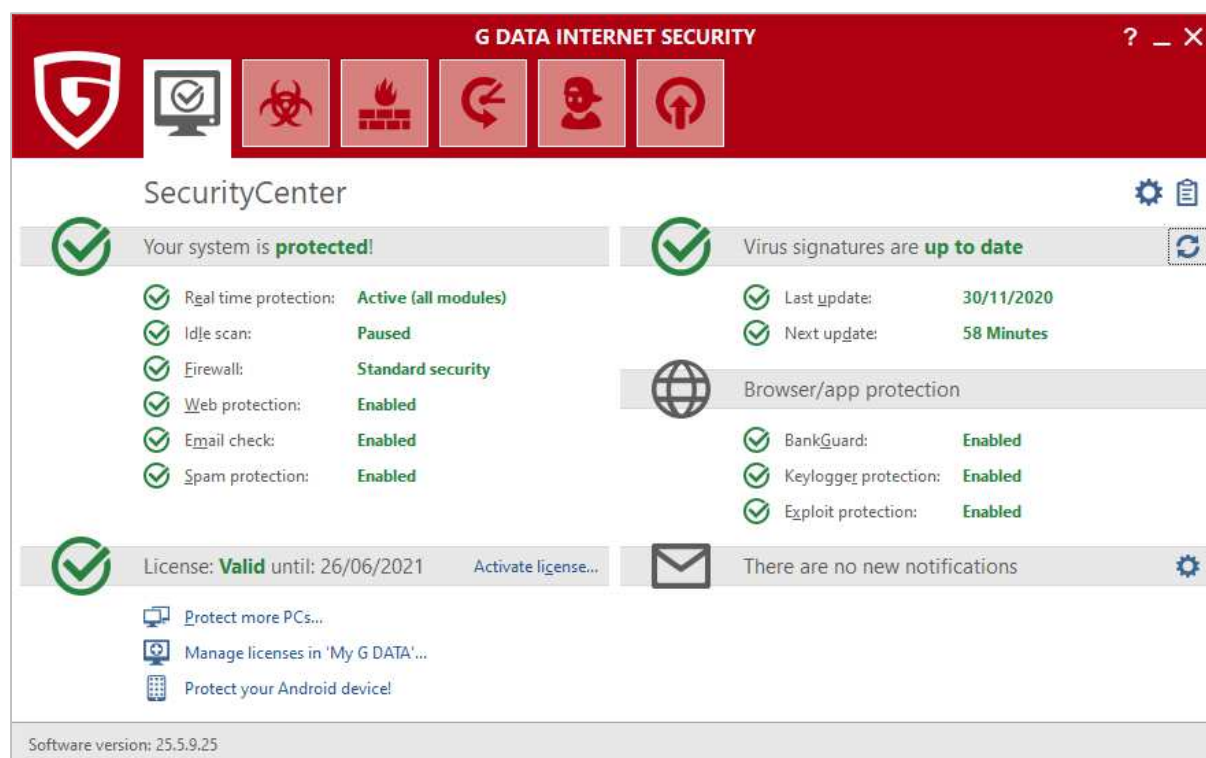 G DATA INTERNET SECURITY
?
SecurityCenter
Your system is protected!
Real time protection: Active (all modules)
Idle scan: Paused
Firewall: Standard security
Web protection: Enabled
Email check: Enabled
Spam protection: Enabled
Virus signatures are up to date
Last update: 30/11/2020
Next update: 58 Minutes
Browser/app protection
BankGuard: Enabled
Keylogger protection: Enabled
Exploit protection: Enabled
License: Valid until: 26/06/2021 Activate license...
Protect more PCs...
Manage licenses in 'My G DATA'...
Protect your Android device!
There are no new notifications
Software version: 25.5.9.25